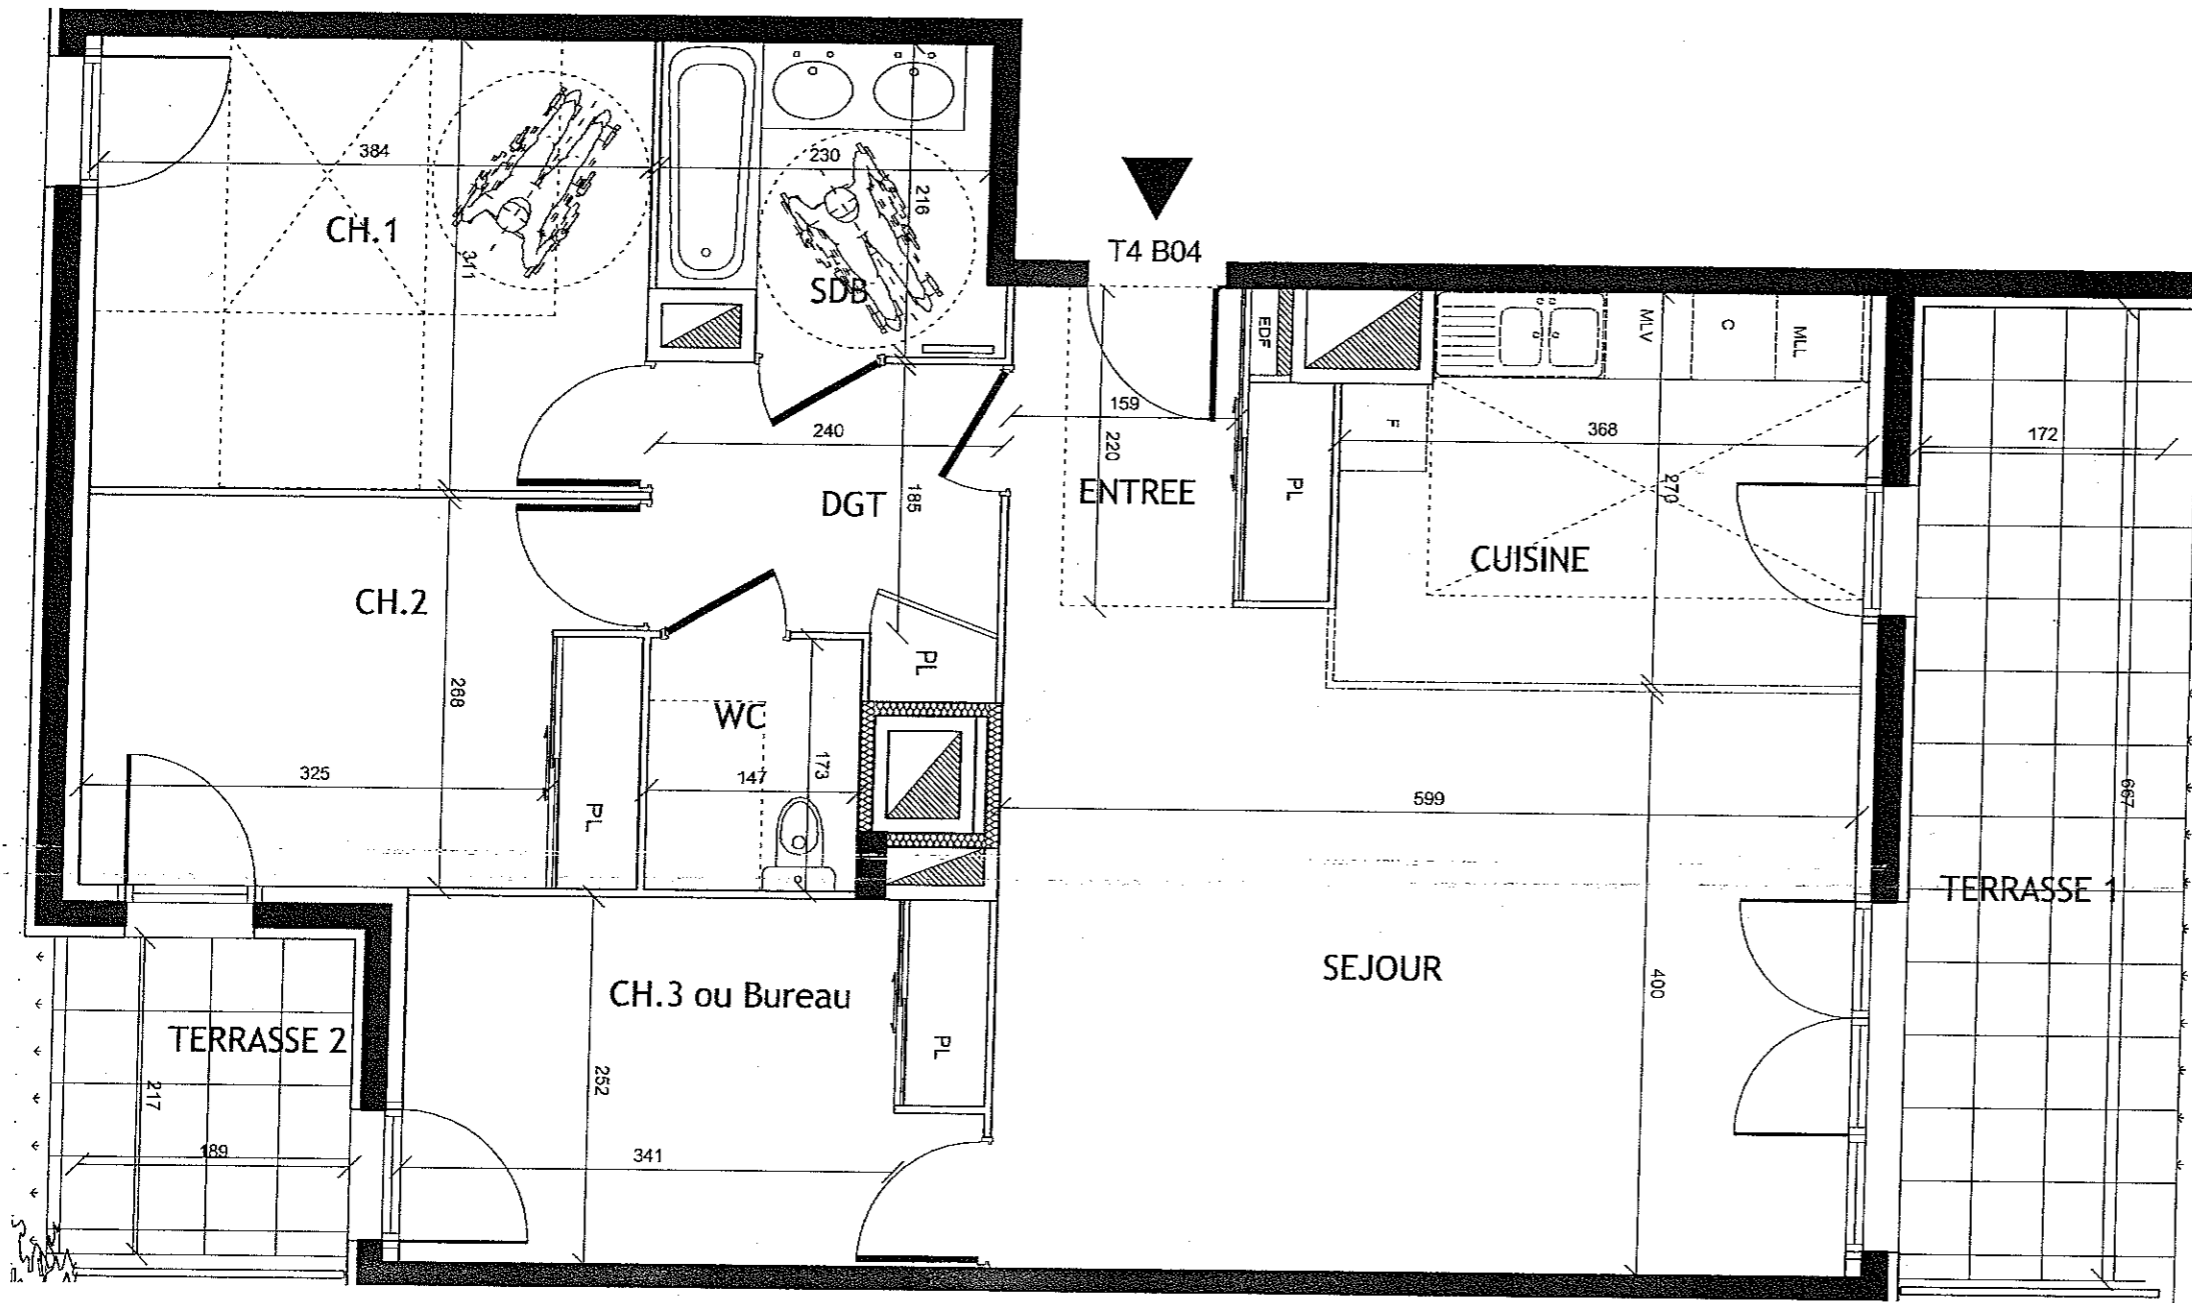 384
230
216
CH.1
311
SDB
T4 B04
EDF
MLV
C
MLL
159
240
220
F
368
172
185
DGT
ENTREE
PL
270
CUISINE
CH.2
PL
268
WC
325
147
173
PL
599
667
TERRASSE 1
SEJOUR
400
CH.3 ou Bureau
PL
TERRASSE 2
252
217
189
341